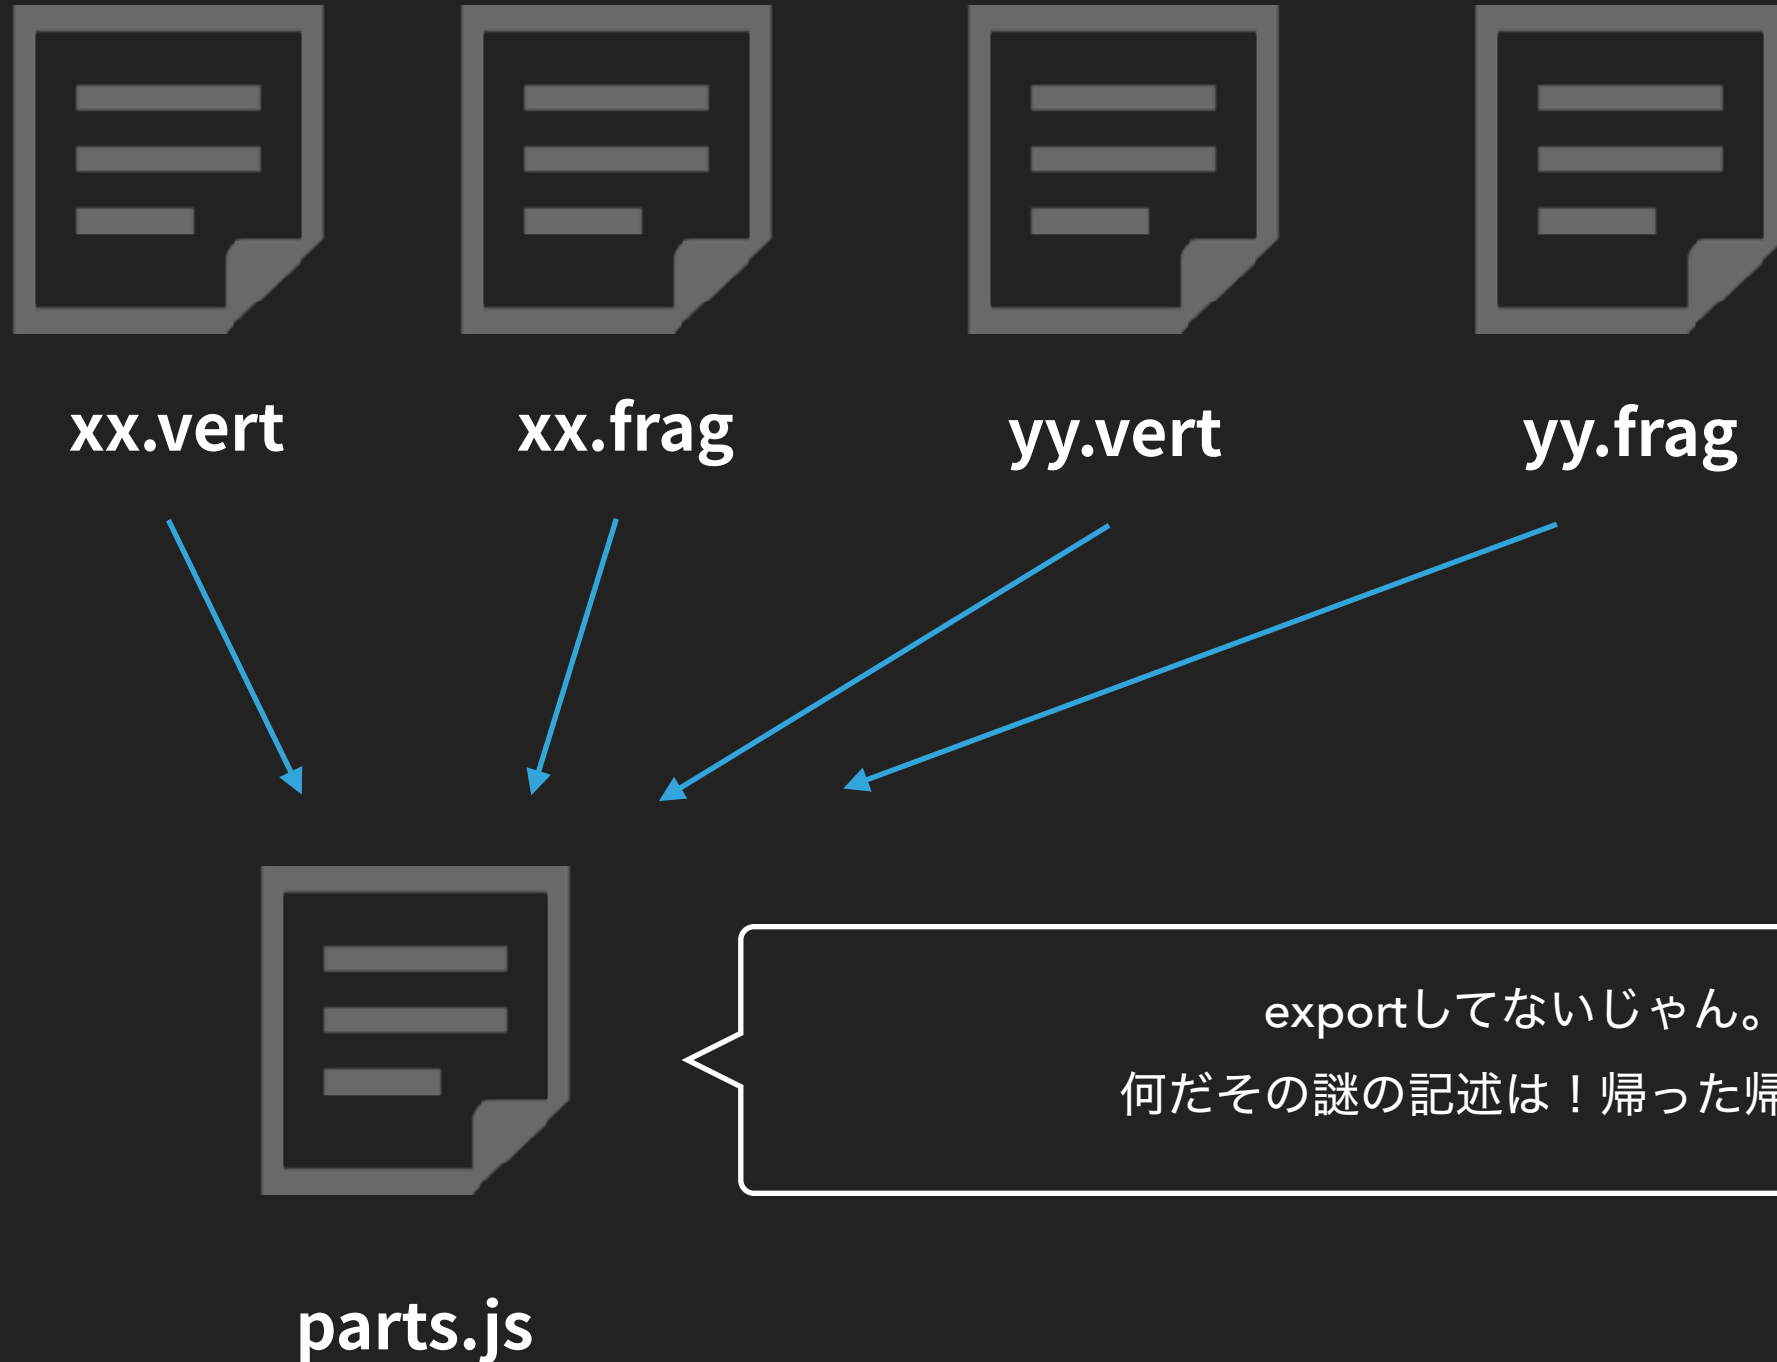 xx.vert
xx.frag
yy.vert
yy.frag
exportしてないじゃん。
何だその謎の記述は！帰った帰
parts.js